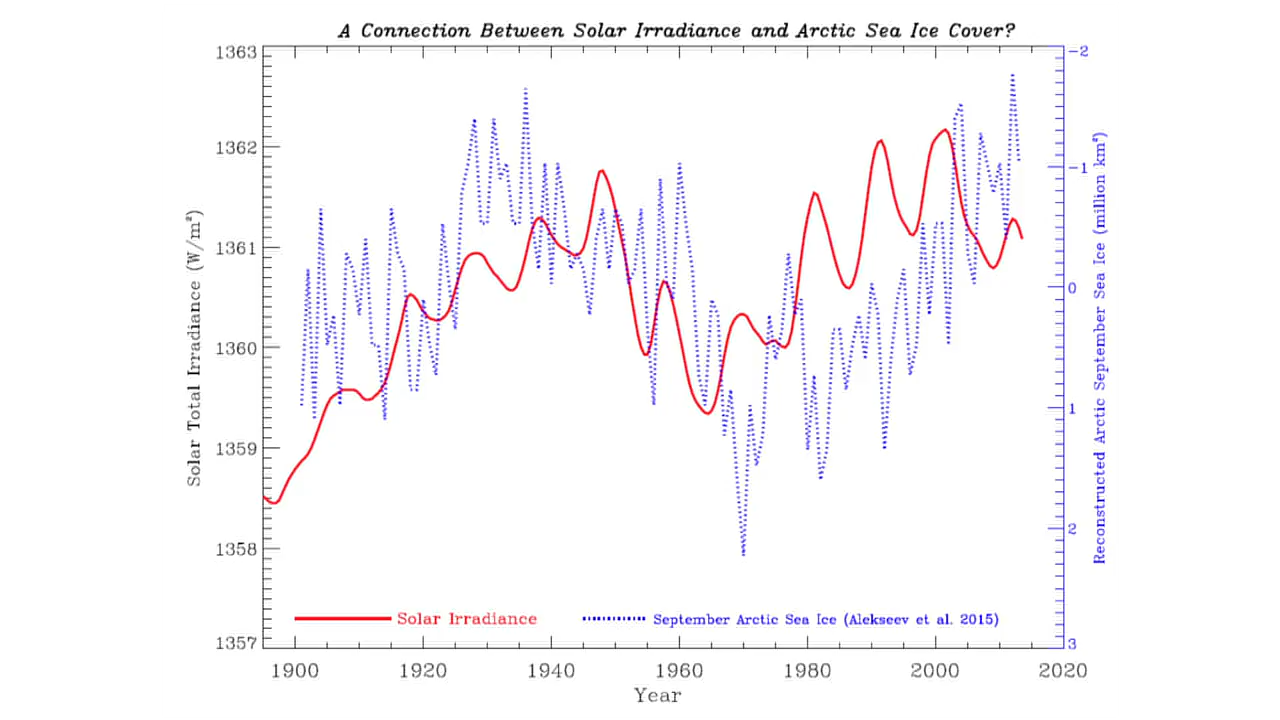 A Connection Between Solar Irradiance and Arctic Sea Ice Cover?
1363
1362
1361
1360
1359
1358
1357
Solar Total Irradiance (W/m²)
-2
-1
0
1
2
3
Reconstructed Arctic September Sea Ice (million km²)
Solar Irradiance
September Arctic Sea Ice (Alekseev et al. 2015)
1900 1920 1940 1960 1980 2000 2020
Year